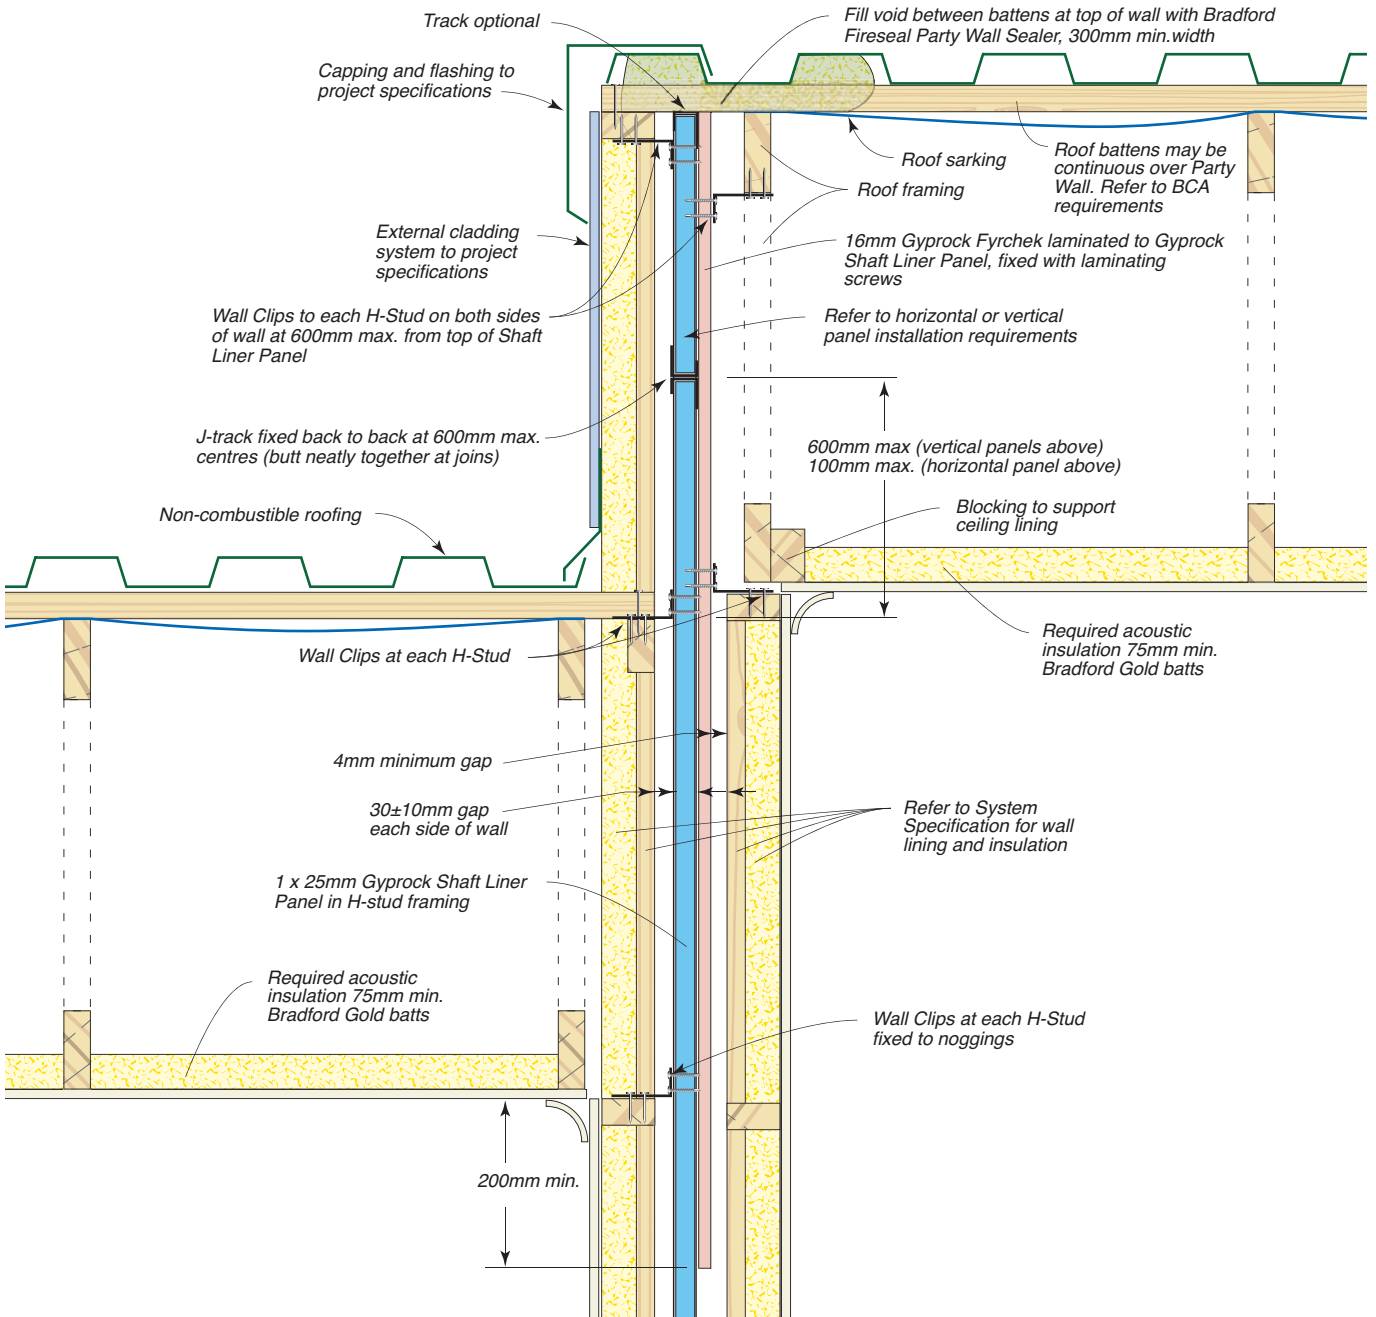 Track optional
Fill void between battens at top of wall with Bradford
Fireseal Party Wall Sealer, 300mm min.width
Capping and flashing to
project specifications
Roof sarking
Roof framing
Roof battens may be
continuous over Party
Wall. Refer to BCA
requirements
External cladding
system to project
specifications
16mm Gyprock Fyrchek laminated to Gyprock
Shaft Liner Panel, fixed with laminating
screws
Wall Clips to each H-Stud on both sides
of wall at 600mm max. from top of Shaft
Liner Panel
Refer to horizontal or vertical
panel installation requirements
J-track fixed back to back at 600mm max.
centres (butt neatly together at joins)
600mm max (vertical panels above)
100mm max. (horizontal panel above)
Non-combustible roofing
Blocking to support
ceiling lining
Wall Clips at each H-Stud
Required acoustic
insulation 75mm min.
Bradford Gold batts
4mm minimum gap
30±10mm gap
each side of wall
Refer to System
Specification for wall
lining and insulation
1 x 25mm Gyprock Shaft Liner
Panel in H-stud framing
Required acoustic
insulation 75mm min.
Bradford Gold batts
Wall Clips at each H-Stud
fixed to noggings
200mm min.